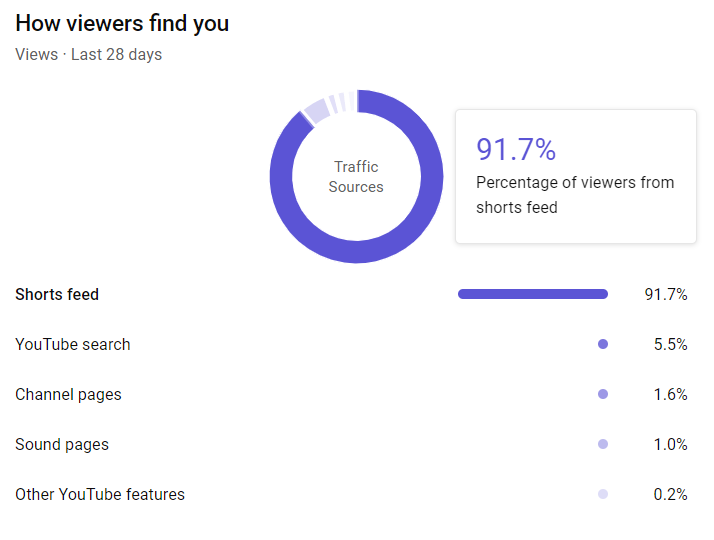 How viewers find you
Views · Last 28 days
Traffic
Sources
91.7%
Percentage of viewers from
shorts feed
Shorts feed 91.7%
YouTube search 5.5%
Channel pages 1.6%
Sound pages 1.0%
Other YouTube features 0.2%